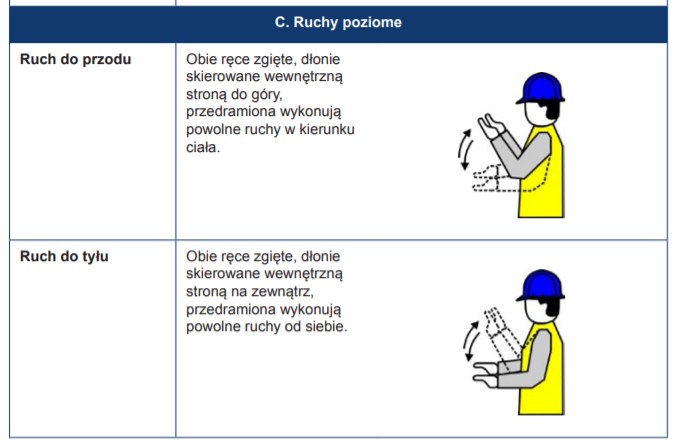 C. Ruchy poziome
Ruch do przodu
Obie ręce zgięte, dłonie
skierowane wewnętrzną
stroną do góry,
przedramiona wykonują
powolne ruchy w kierunku
ciała.
Ruch do tyłu
Obie ręce zgięte, dłonie
skierowane wewnętrzną
stroną na zewnątrz,
przedramiona wykonują
powolne ruchy od siebie.